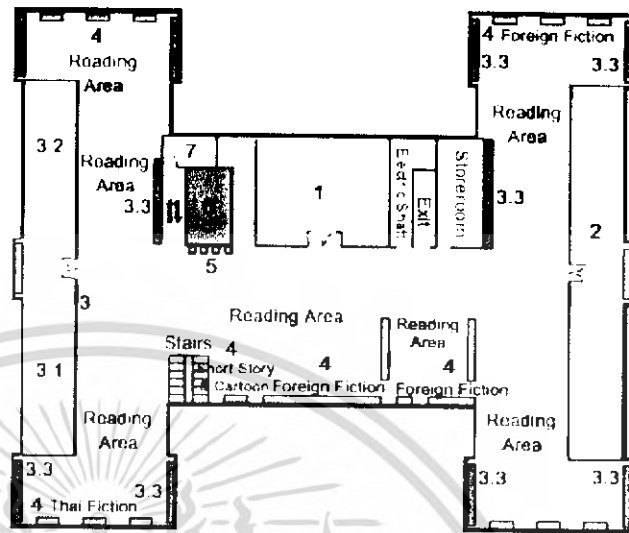 4
Reading
Area
4 Foreign Fiction
3.3
3.3
Reading
Area
3 2
Reading
Area
3.3
7
1
Electric Shaft
Exit
Storeroom
3.3
2
5
3
Reading Area
Reading
Area
Stairs
4
4
4
Short Story
Cartoon Foreign Fiction
Foreign Fiction
3 1
Reading
Area
Reading
Area
3.3
3.3
3.3
3.3
4 Thai Fiction